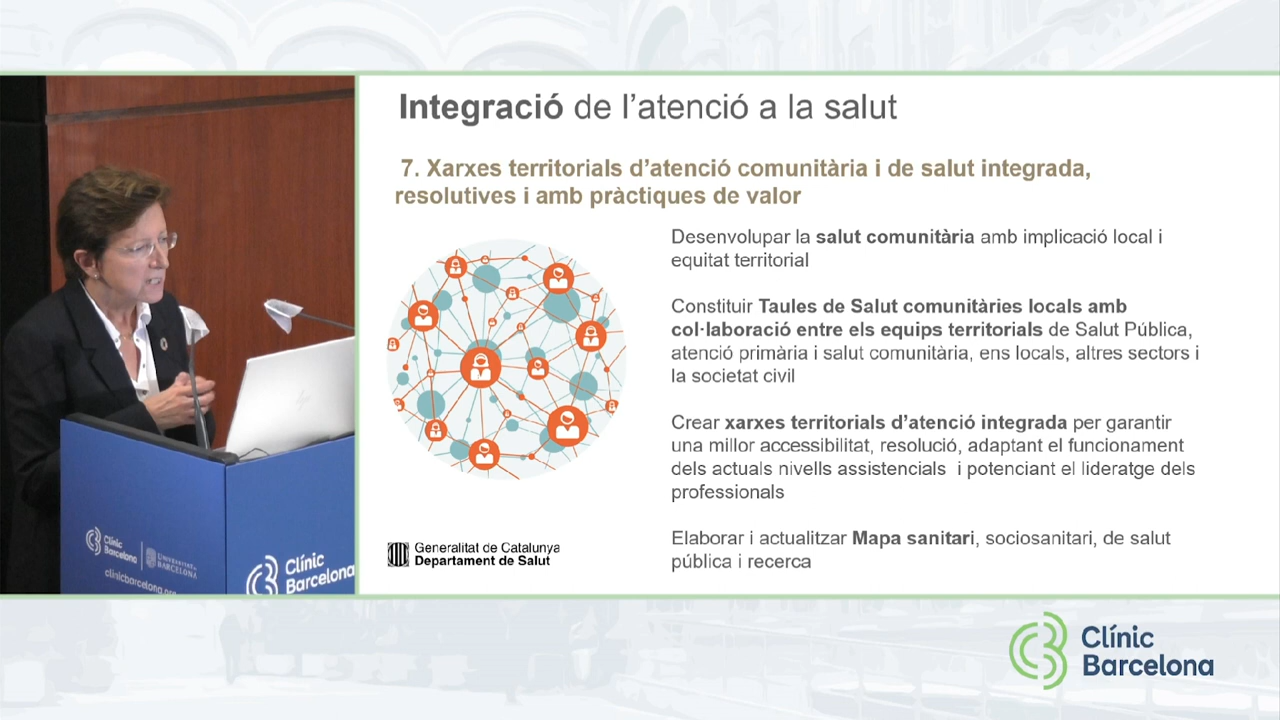 Integració de l'atenció a la salut
7. Xarxes territorials d'atenció comunitària i de salut integrada,
resolutives i amb pràctiques de valor
Desenvolupar la salut comunitària amb implicació local i
equitat territorial
Constituir Taules de Salut comunitàries locals amb
col·laboració entre els equips territorials de Salut Pública,
atenció primària i salut comunitària, ens locals, altres sectors i
la societat civil
Crear xarxes territorials d'atenció integrada per garantir
una millor accessibilitat, resolució, adaptant el funcionament
dels actuals nivells assistencials i potenciant el lideratge dels
professionals
Elaborar i actualitzar Mapa sanitari, sociosanitari, de salut
pública i recerca
Generalitat de Catalunya
Departament de Salut
Clínic
Barcelona
UNIVERSITAT DE
BARCELONA
clinicbarcelona.org
Clínic
Barcelona
Clínic
Barcelona